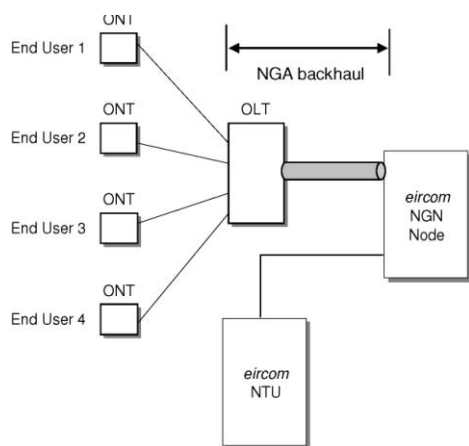 ONT
End User 1
NGA backhaul
ONT
OLT
End User 2
ONT
eircom
NGN
Node
End User 3
ONT
End User 4
eircom
NTU